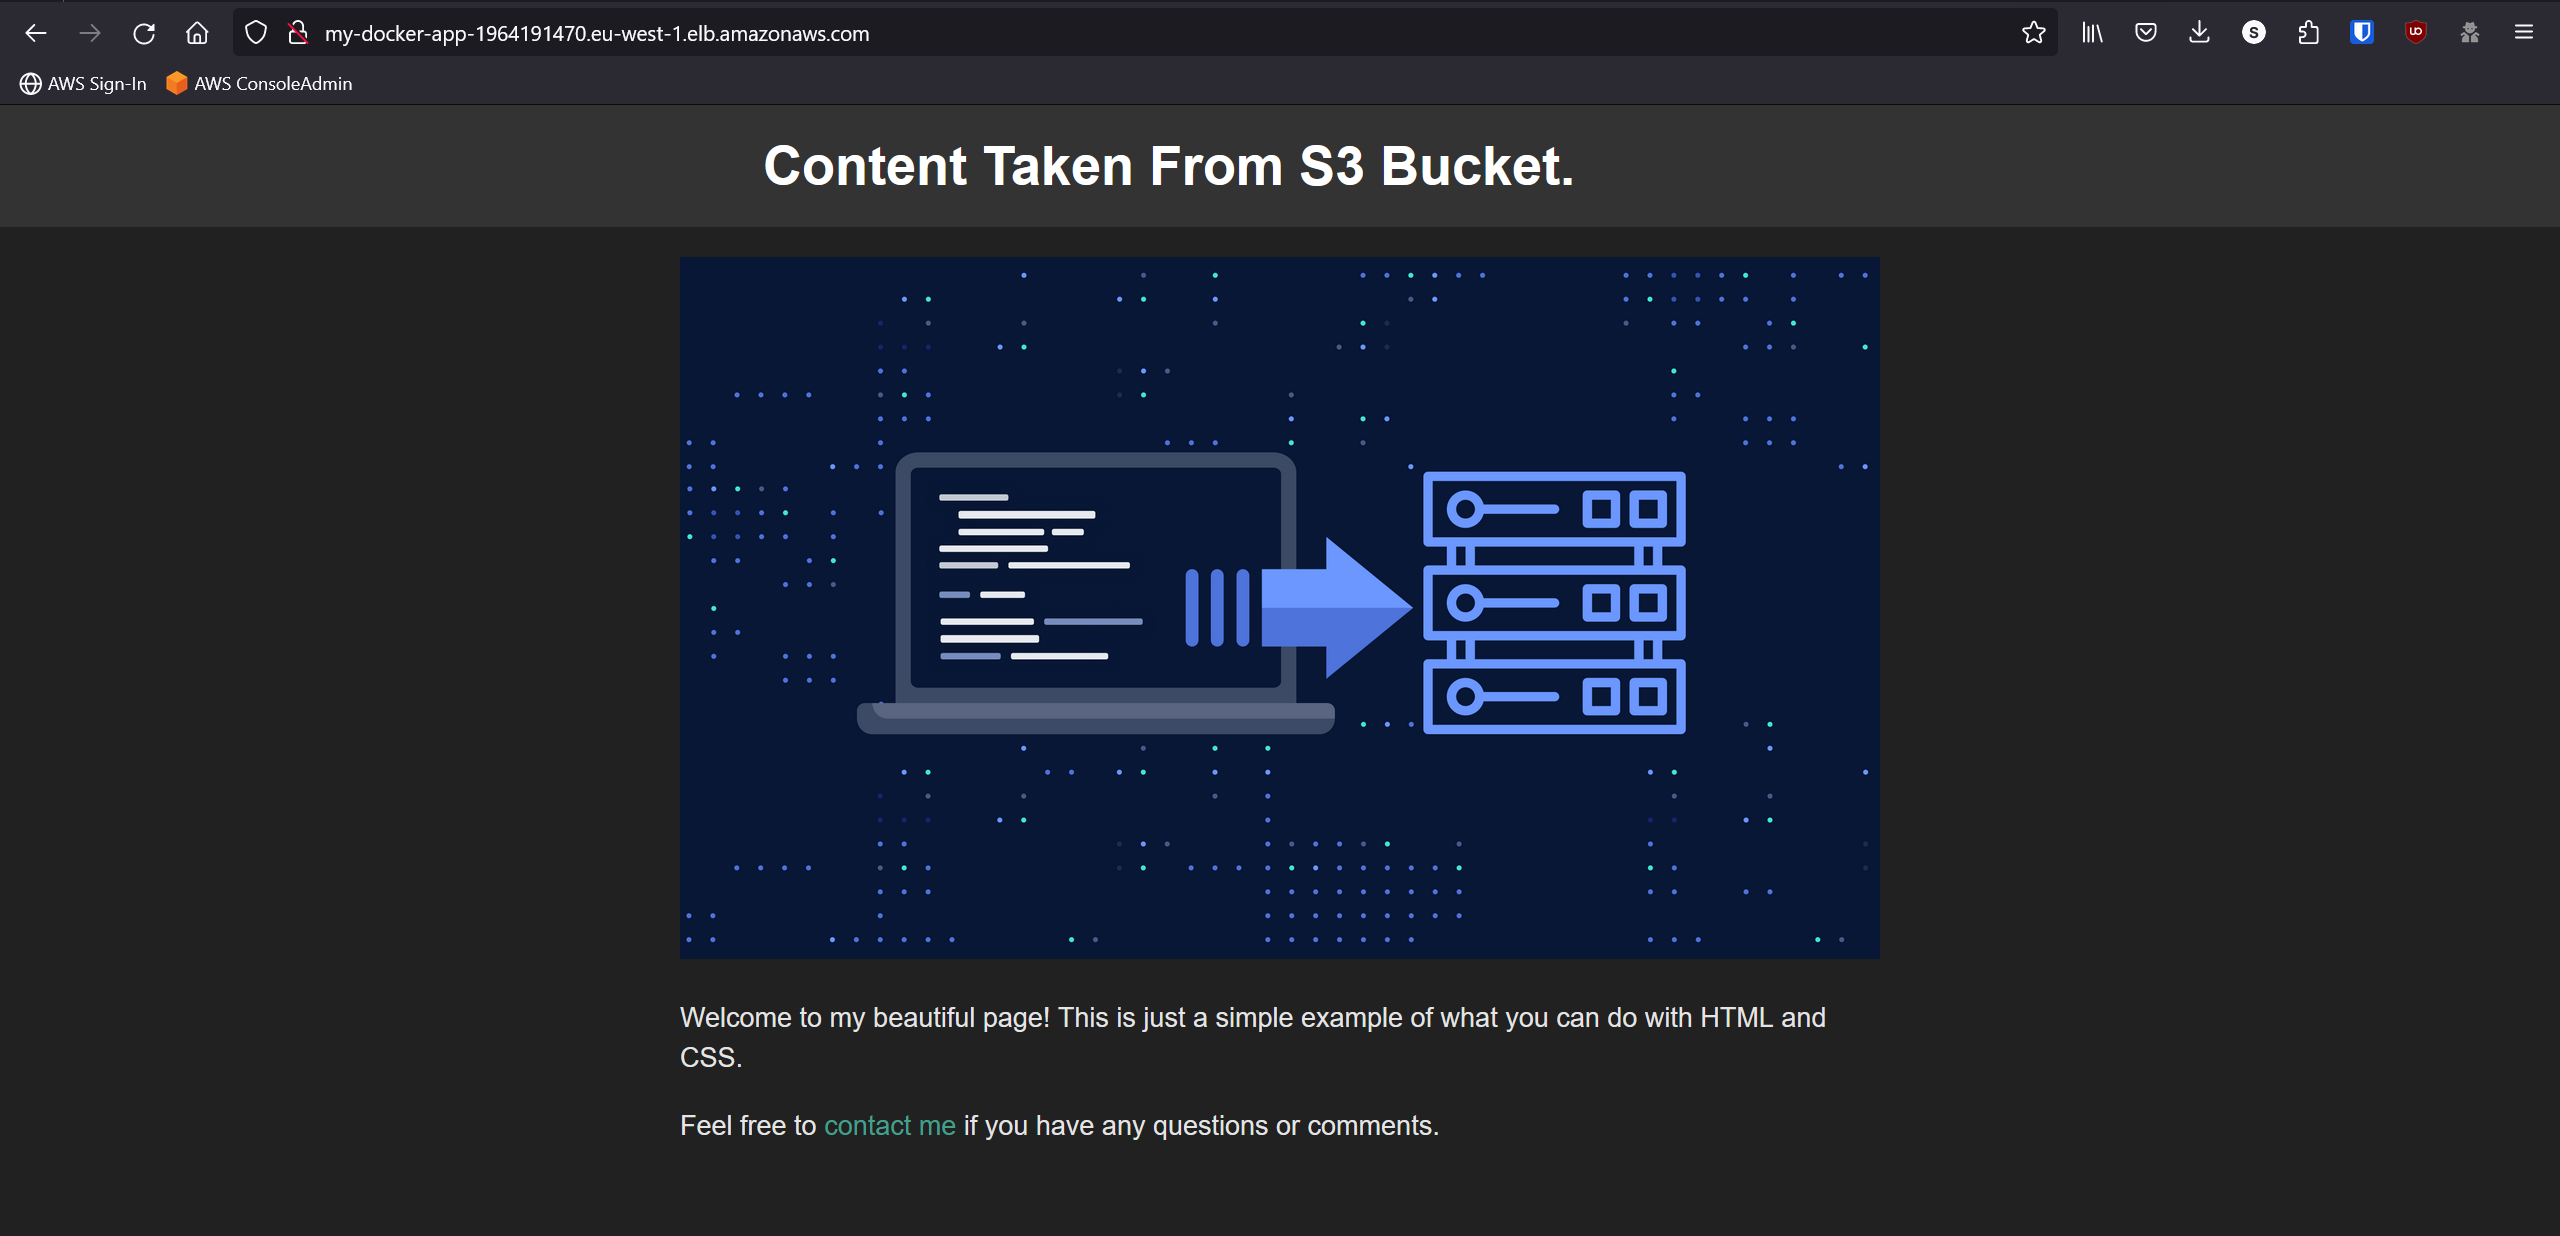 my-docker-app-1964191470.eu-west-1.elb.amazonaws.com
S
UO
AWS Sign-In AWS ConsoleAdmin
Content Taken From S3 Bucket.
Welcome to my beautiful page! This is just a simple example of what you can do with HTML and
CSS.
Feel free to contact me if you have any questions or comments.